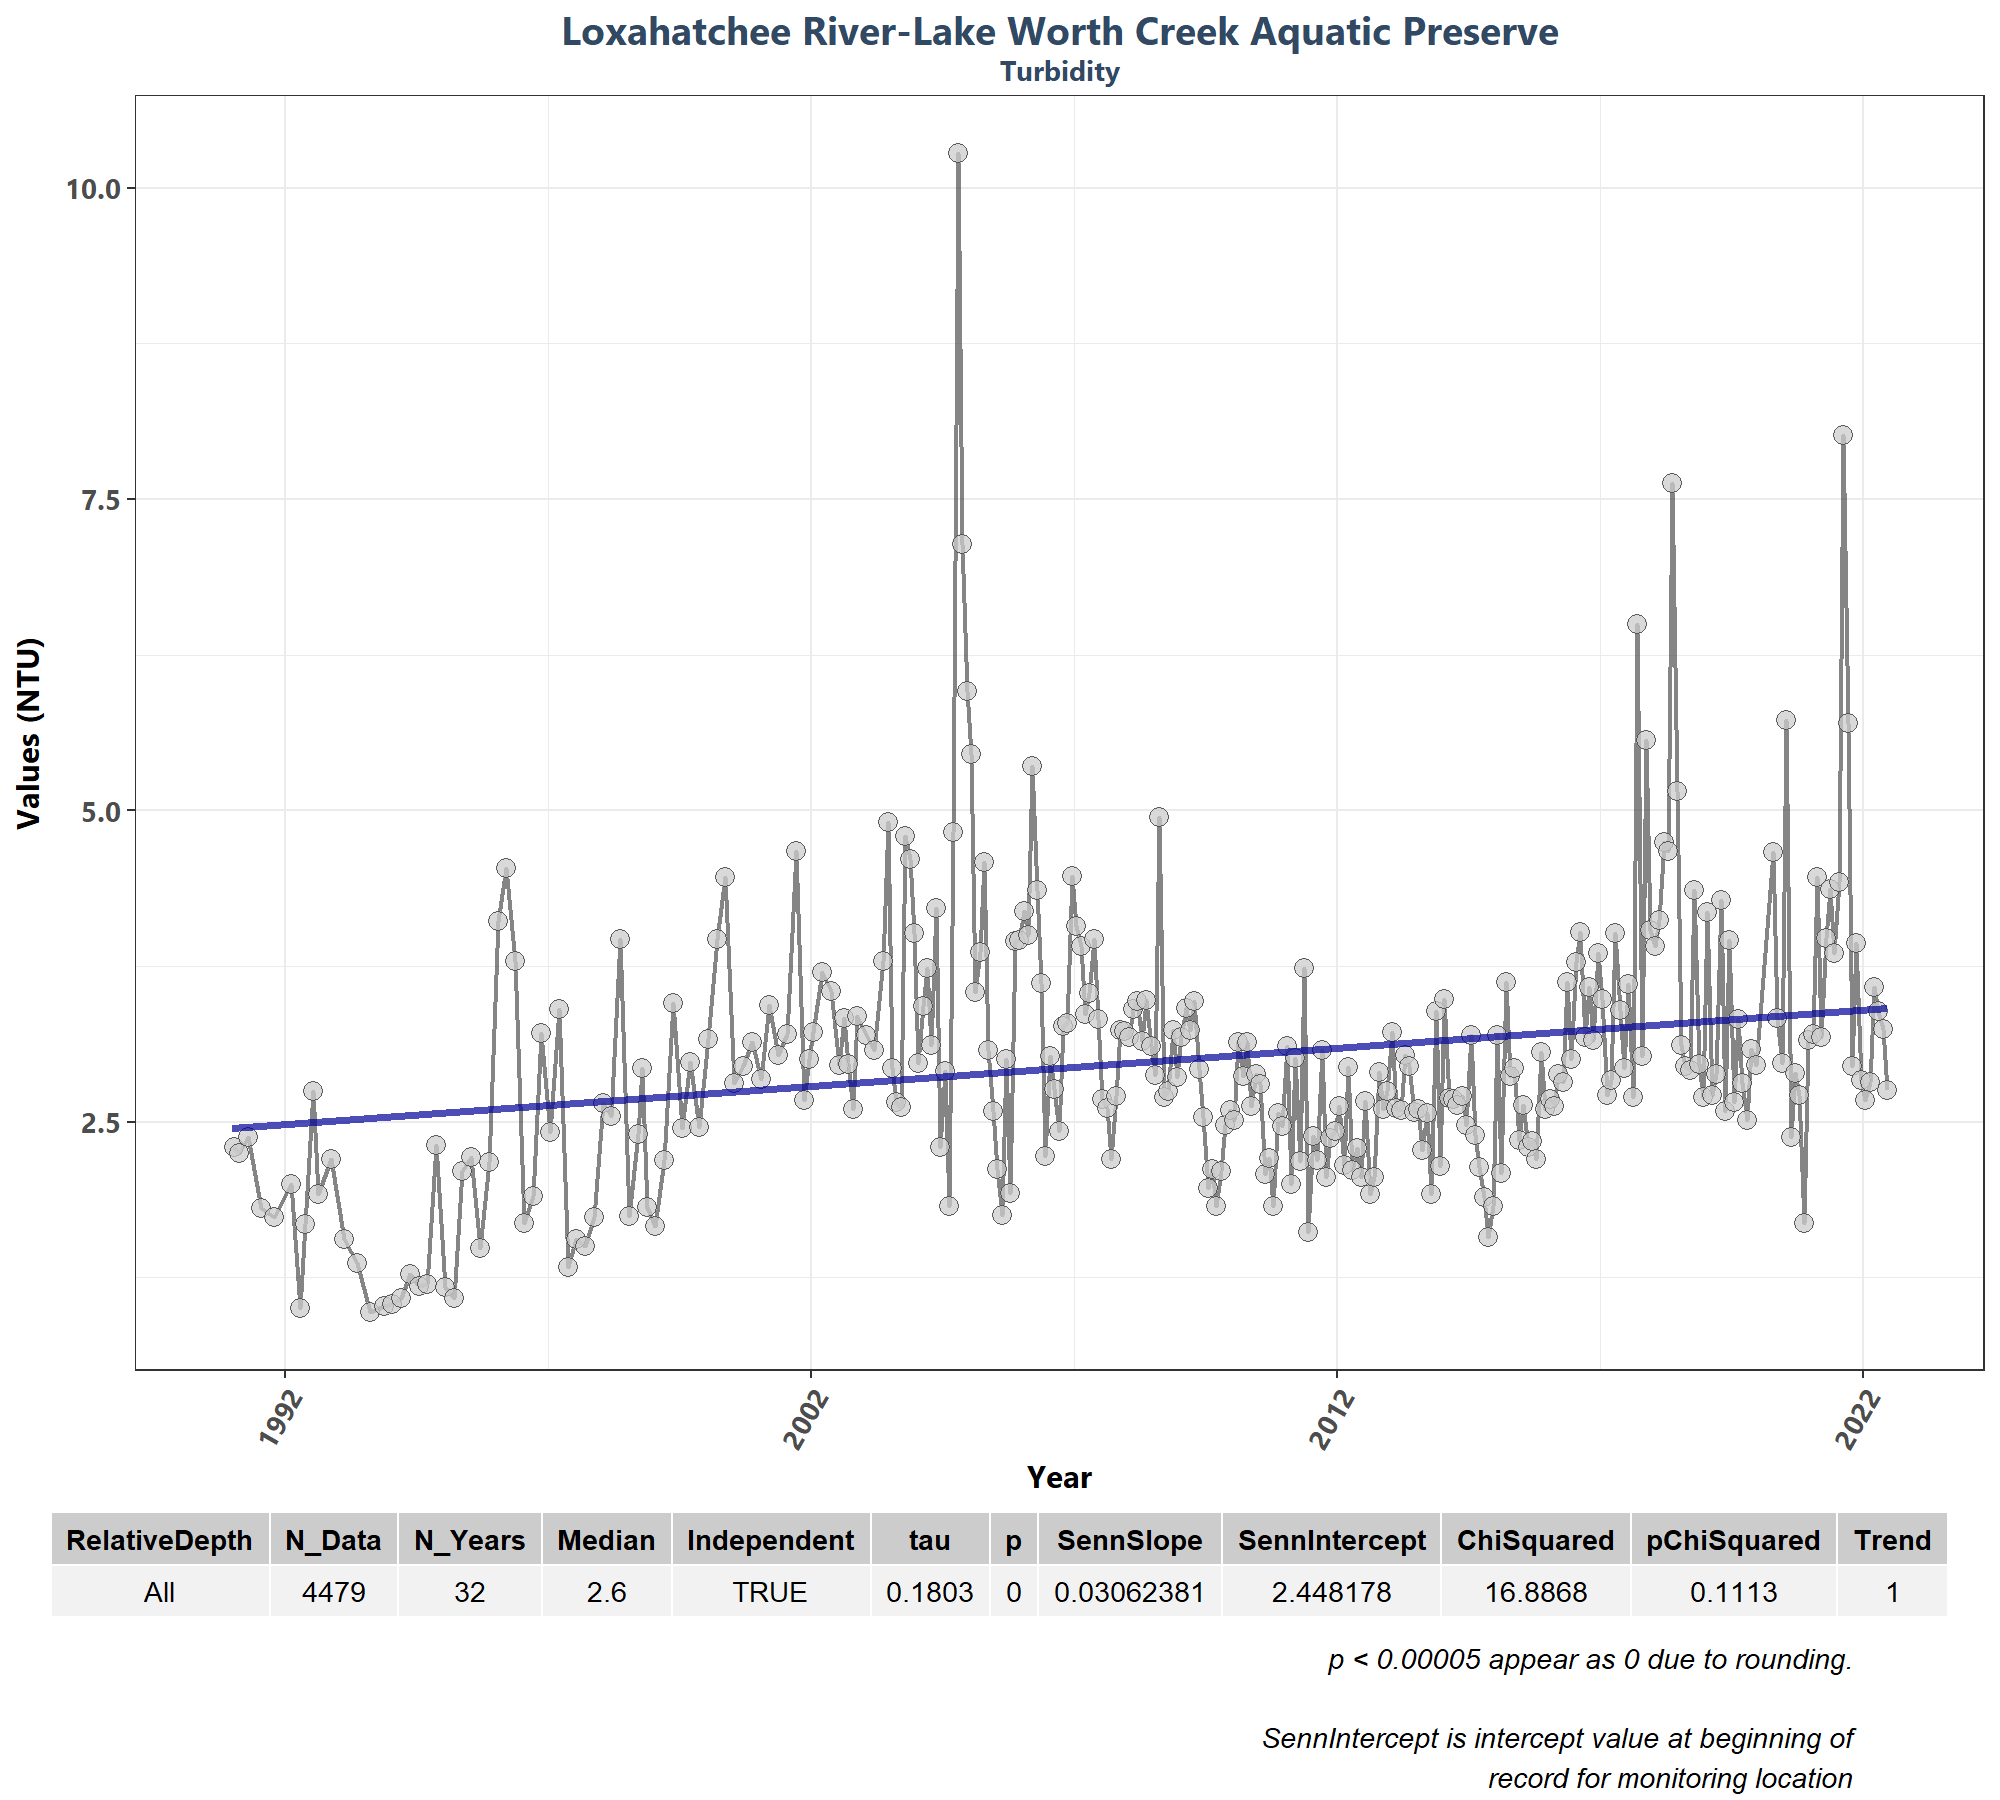 Loxahatchee River-Lake Worth Creek Aquatic Preserve
Turbidity
Values (NTU)
10.0
7.5
5.0
2.5
1992 2002 2012 2022
Year
RelativeDepth N_Data N_Years Median Independent tau p SennSlope SennIntercept ChiSquared pChiSquared Trend
All 4479 32 2.6 TRUE 0.1803 0 0.03062381 2.448178 16.8868 0.1113 1
p < 0.00005 appear as 0 due to rounding.
SennIntercept is intercept value at beginning of
record for monitoring location